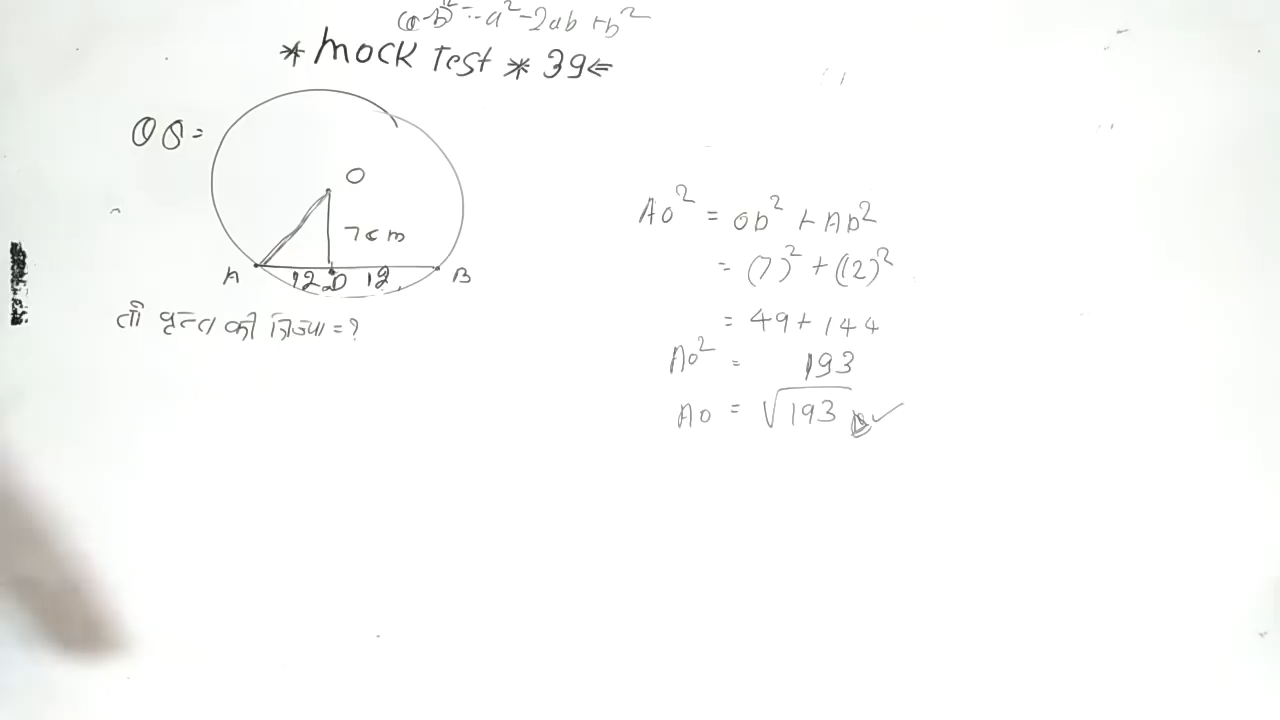 (a-b)² = a² - 2ab + b²
* Mock Test * 39
08 =
O
7cm
A 12 D 12 B
तो वृत्त की त्रिज्या = ?
AO² = OD² + AD²
= (7)² + (12)²
= 49 + 144
AO² = 193
AO = √193